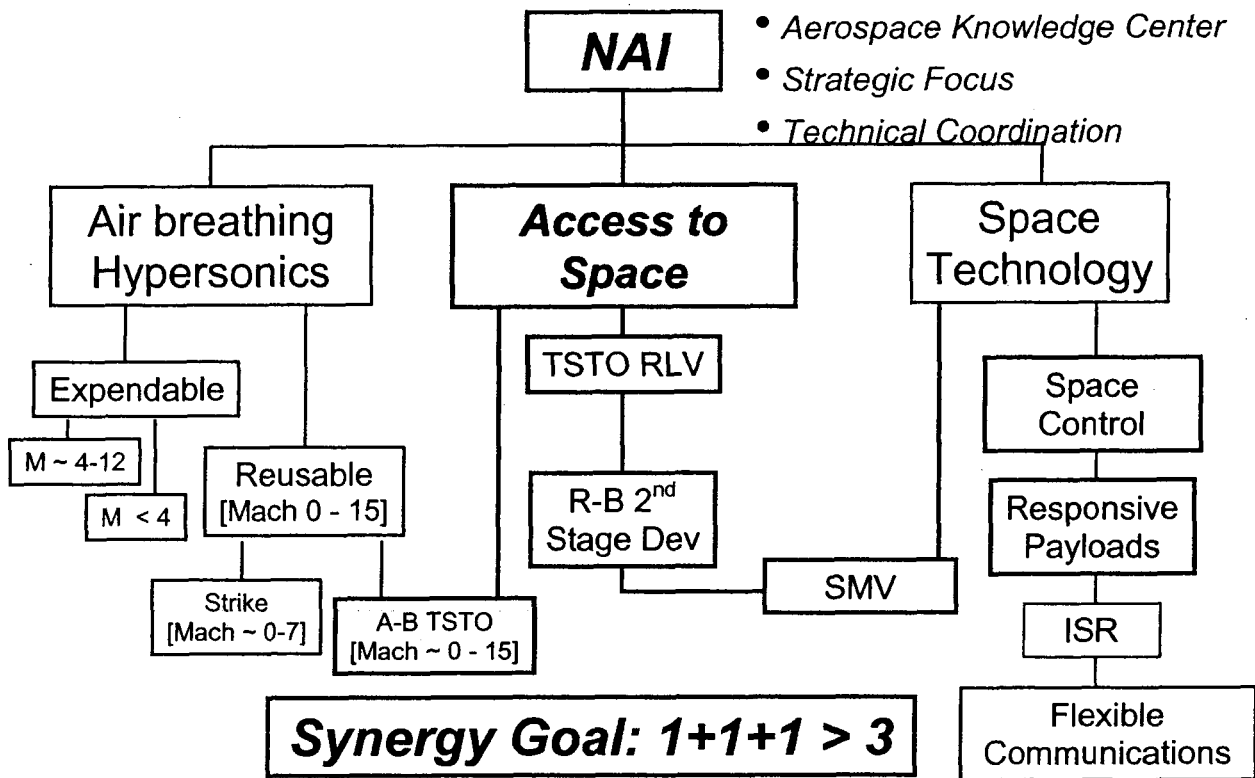 NAI
• Aerospace Knowledge Center
• Strategic Focus
• Technical Coordination
Air breathing
Hypersonics
Access to
Space
Space
Technology
Expendable
M ~ 4-12
M < 4
Reusable
[Mach 0 - 15]
Strike
[Mach ~ 0-7]
A-B TSTO
[Mach ~ 0 - 15]
TSTO RLV
R-B 2nd
Stage Dev
SMV
Space
Control
Responsive
Payloads
ISR
Flexible
Communications
Synergy Goal: 1+1+1 > 3